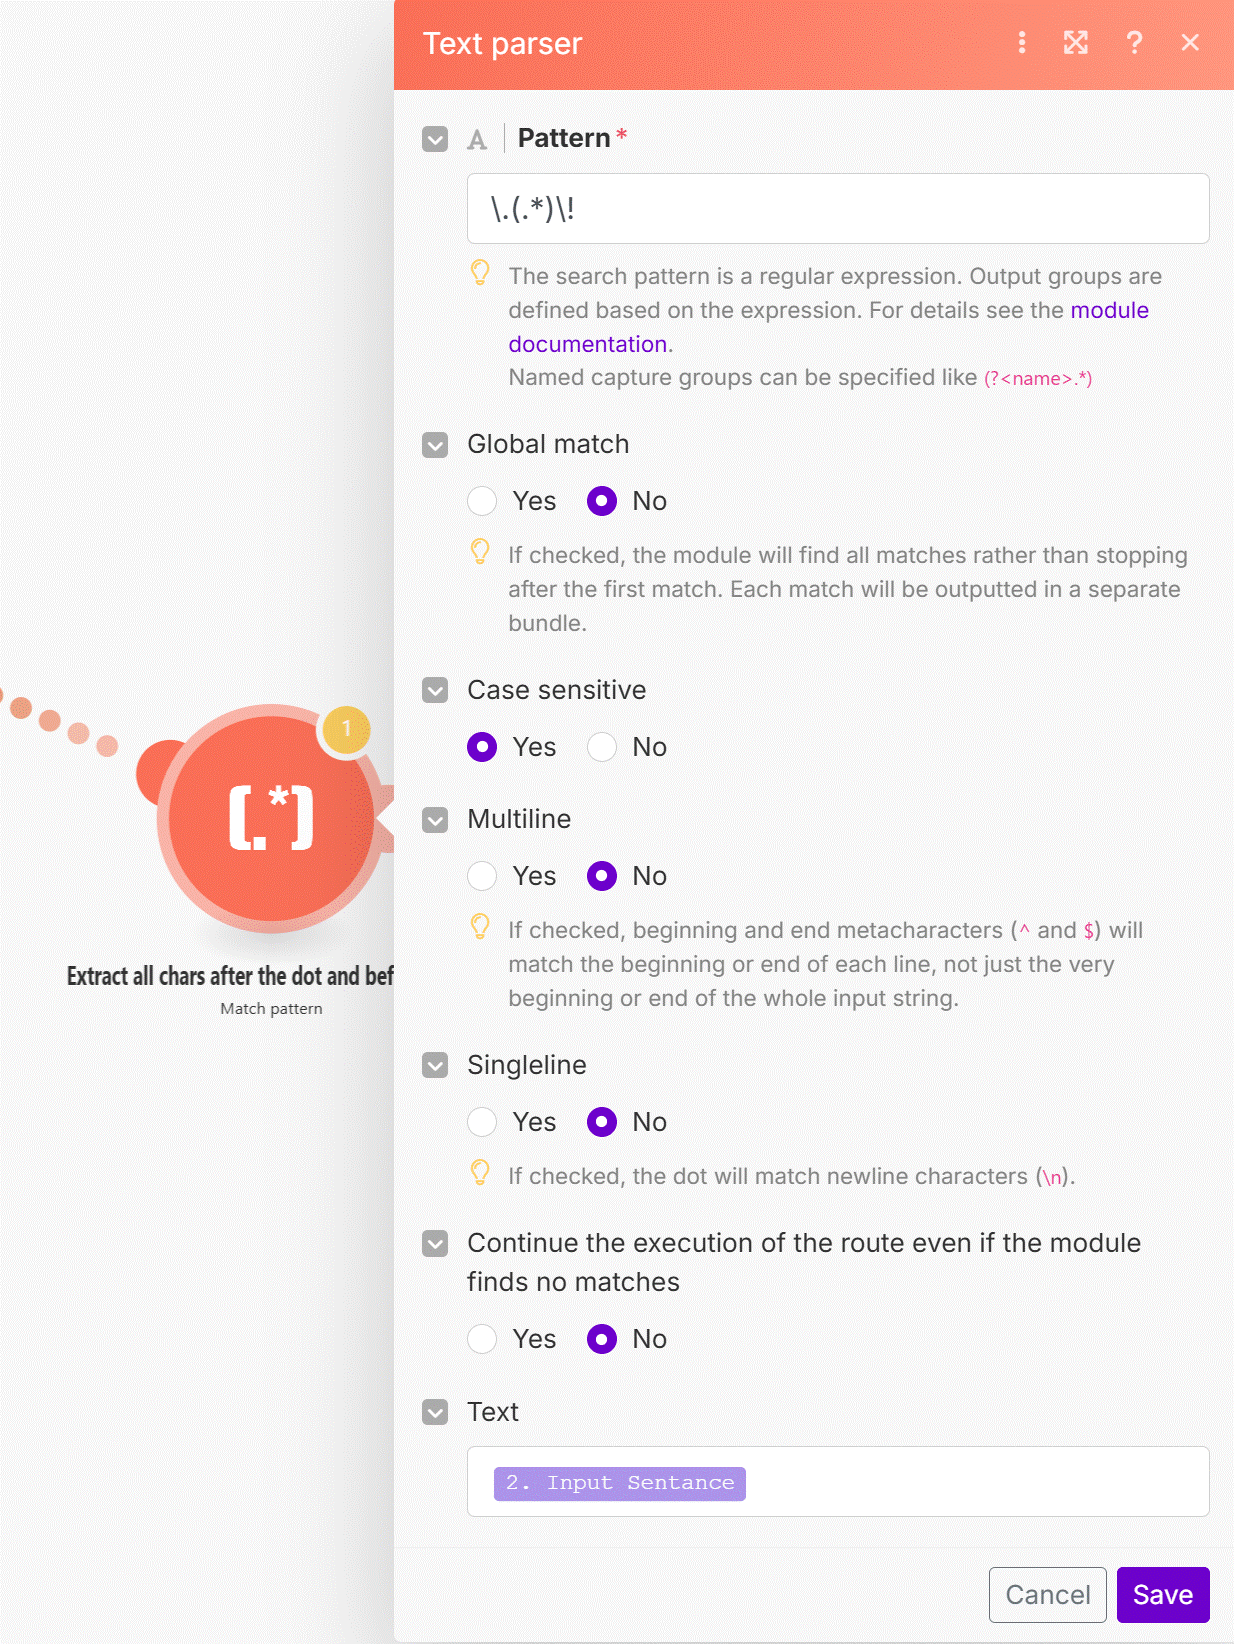 Text parser
A Pattern *
\.(.*)\!
The search pattern is a regular expression. Output groups are
defined based on the expression. For details see the module
documentation.
Named capture groups can be specified like (?<name>.*)
Global match
Yes No
If checked, the module will find all matches rather than stopping
after the first match. Each match will be outputted in a separate
bundle.
Case sensitive
Yes No
1
[.*]
Multiline
Yes No
If checked, beginning and end metacharacters (^ and $) will
match the beginning or end of each line, not just the very
beginning or end of the whole input string.
Extract all chars after the dot and bef
Match pattern
Singleline
Yes No
If checked, the dot will match newline characters (\n).
Continue the execution of the route even if the module
finds no matches
Yes No
Text
2. Input Sentance
Cancel Save